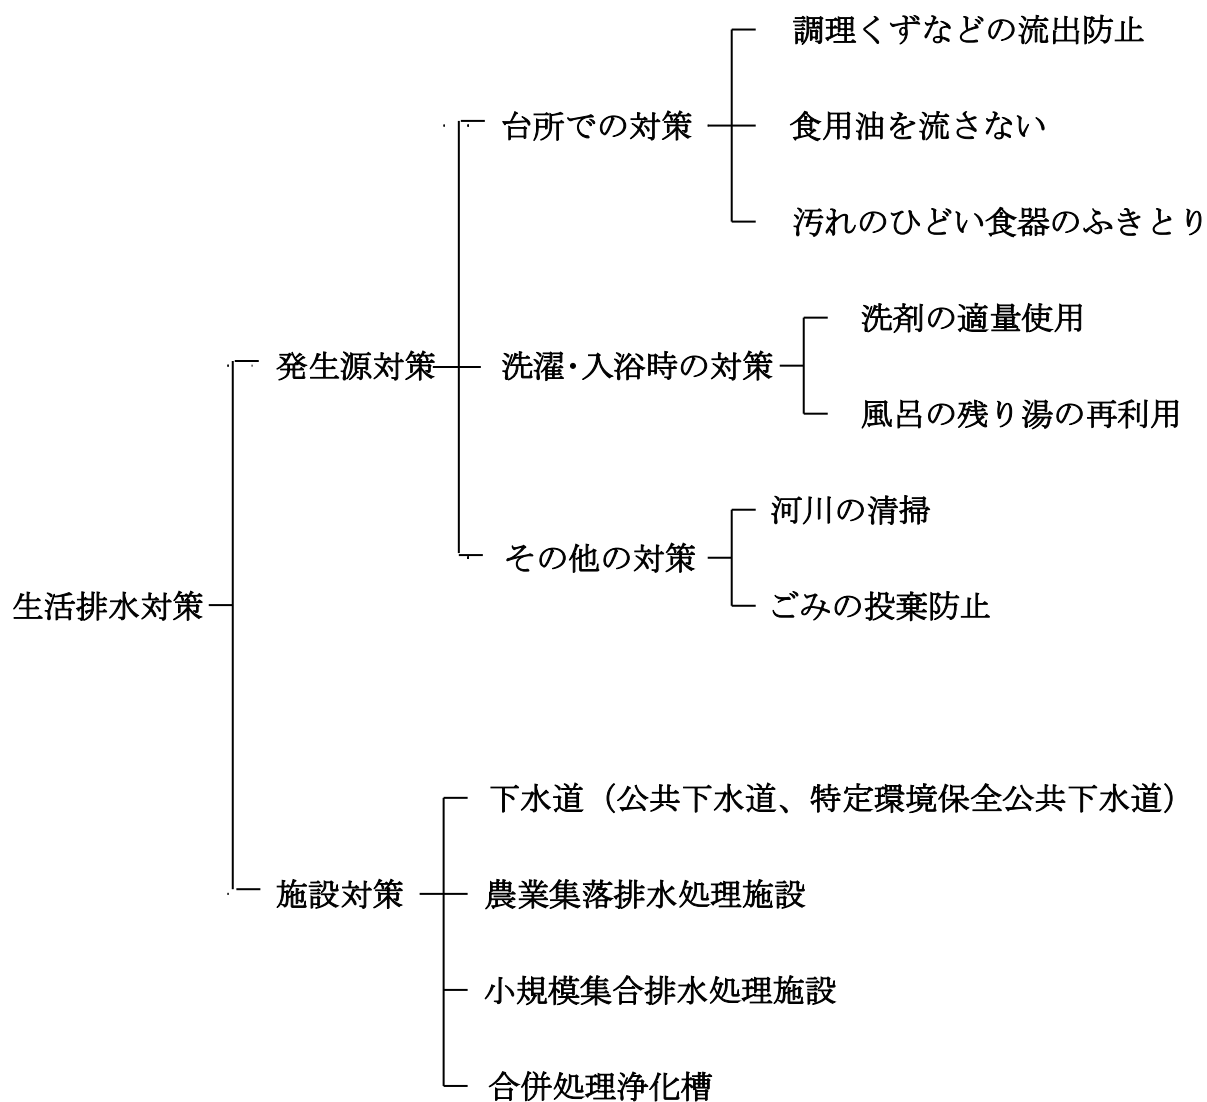 調理くずなどの流出防止
台所での対策
食用油を流さない
汚れのひどい食器のふきとり
洗剤の適量使用
発生源対策
洗濯・入浴時の対策
風呂の残り湯の再利用
河川の清掃
その他の対策
生活排水対策
ごみの投棄防止
下水道（公共下水道、特定環境保全公共下水道）
施設対策
農業集落排水処理施設
小規模集合排水処理施設
合併処理浄化槽